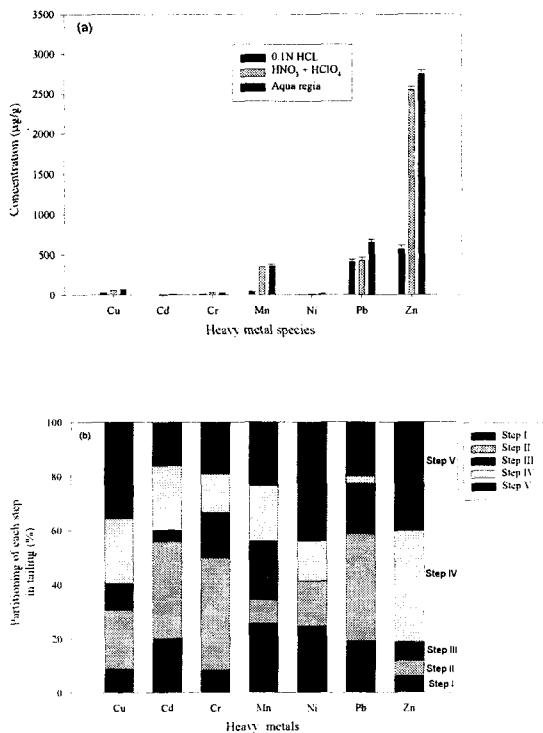 (a)
3500
3000
2500
2000
1500
1000
500
0
Concentration (µg/g)
0.1N HCL
HNO3 + HClO4
Aqua regia
Cu Cd Cr Mn Ni Pb Zn
Heavy metal species
(b)
100
80
60
40
20
0
Partitioning of each step
in tailing (%)
Step I
Step II
Step III
Step IV
Step V
Step V
Step IV
Step III
Step II
Step I
Cu Cd Cr Mn Ni Pb Zn
Heavy metals